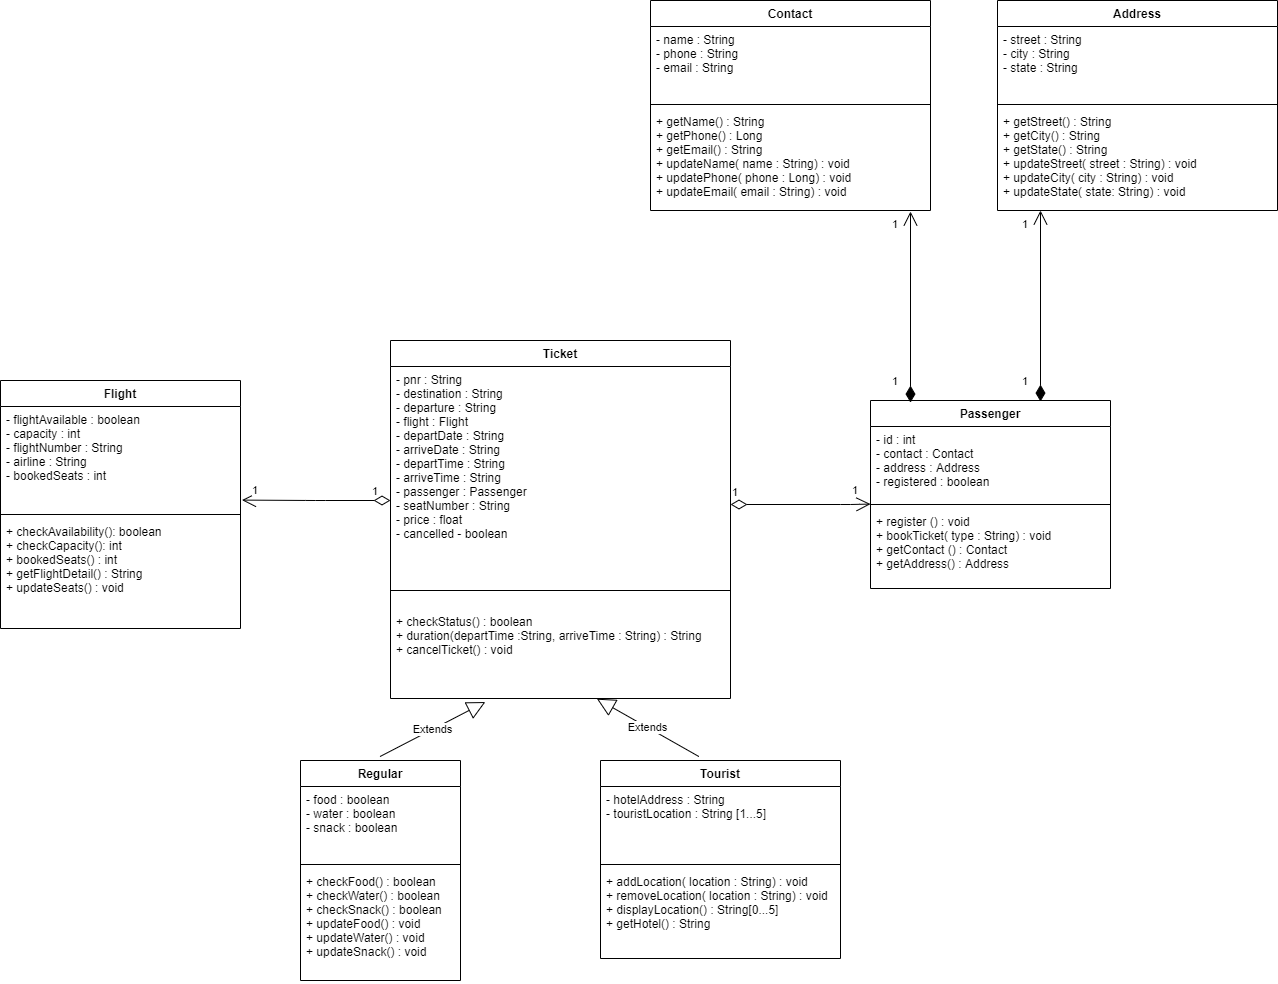 Contact
- name : String
- phone : String
- email : String
+ getName() : String
+ getPhone() : Long
+ getEmail() : String
+ updateName( name : String) : void
+ updatePhone( phone : Long) : void
+ updateEmail( email : String) : void
Address
- street : String
- city : String
- state : String
+ getStreet() : String
+ getCity() : String
+ getState() : String
+ updateStreet( street : String) : void
+ updateCity( city : String) : void
+ updateState( state: String) : void
1
1
1
1
Flight
- flightAvailable : boolean
- capacity : int
- flightNumber : String
- airline : String
- bookedSeats : int
+ checkAvailability(): boolean
+ checkCapacity(): int
+ bookedSeats() : int
+ getFlightDetail() : String
+ updateSeats() : void
1
1
Ticket
- pnr : String
- destination : String
- departure : String
- flight : Flight
- departDate : String
- arriveDate : String
- departTime : String
- arriveTime : String
- passenger : Passenger
- seatNumber : String
- price : float
- cancelled - boolean
+ checkStatus() : boolean
+ duration(departTime :String, arriveTime : String) : String
+ cancelTicket() : void
1
1
Passenger
- id : int
- contact : Contact
- address : Address
- registered : boolean
+ register () : void
+ bookTicket( type : String) : void
+ getContact () : Contact
+ getAddress() : Address
Extends
Extends
Regular
- food : boolean
- water : boolean
- snack : boolean
+ checkFood() : boolean
+ checkWater() : boolean
+ checkSnack() : boolean
+ updateFood() : void
+ updateWater() : void
+ updateSnack() : void
Tourist
- hotelAddress : String
- touristLocation : String [1...5]
+ addLocation( location : String) : void
+ removeLocation( location : String) : void
+ displayLocation() : String[0...5]
+ getHotel() : String